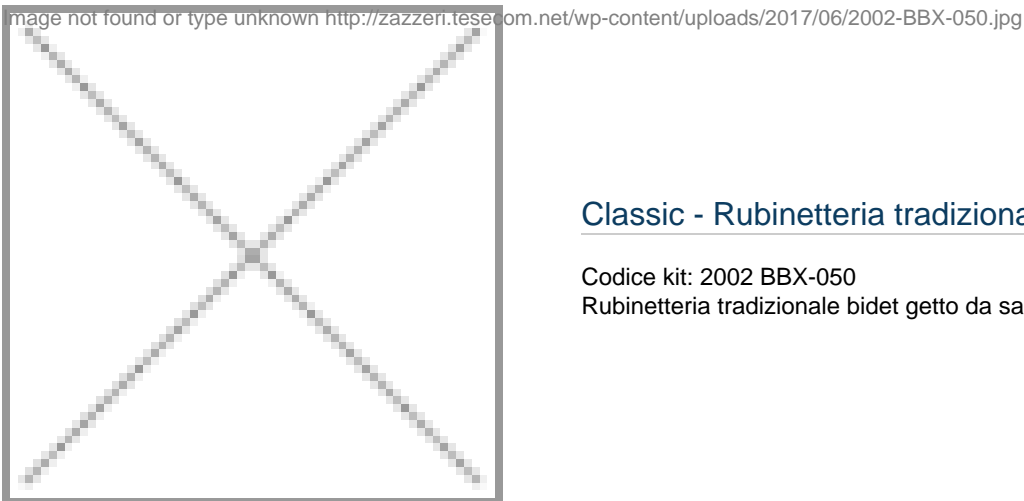 Image not found or type unknown http://zazzeri.tesecom.net/wp-content/uploads/2017/06/2002-BBX-050.jpg
Classic - Rubinetteria tradiziona
Codice kit: 2002 BBX-050
Rubinetteria tradizionale bidet getto da sa